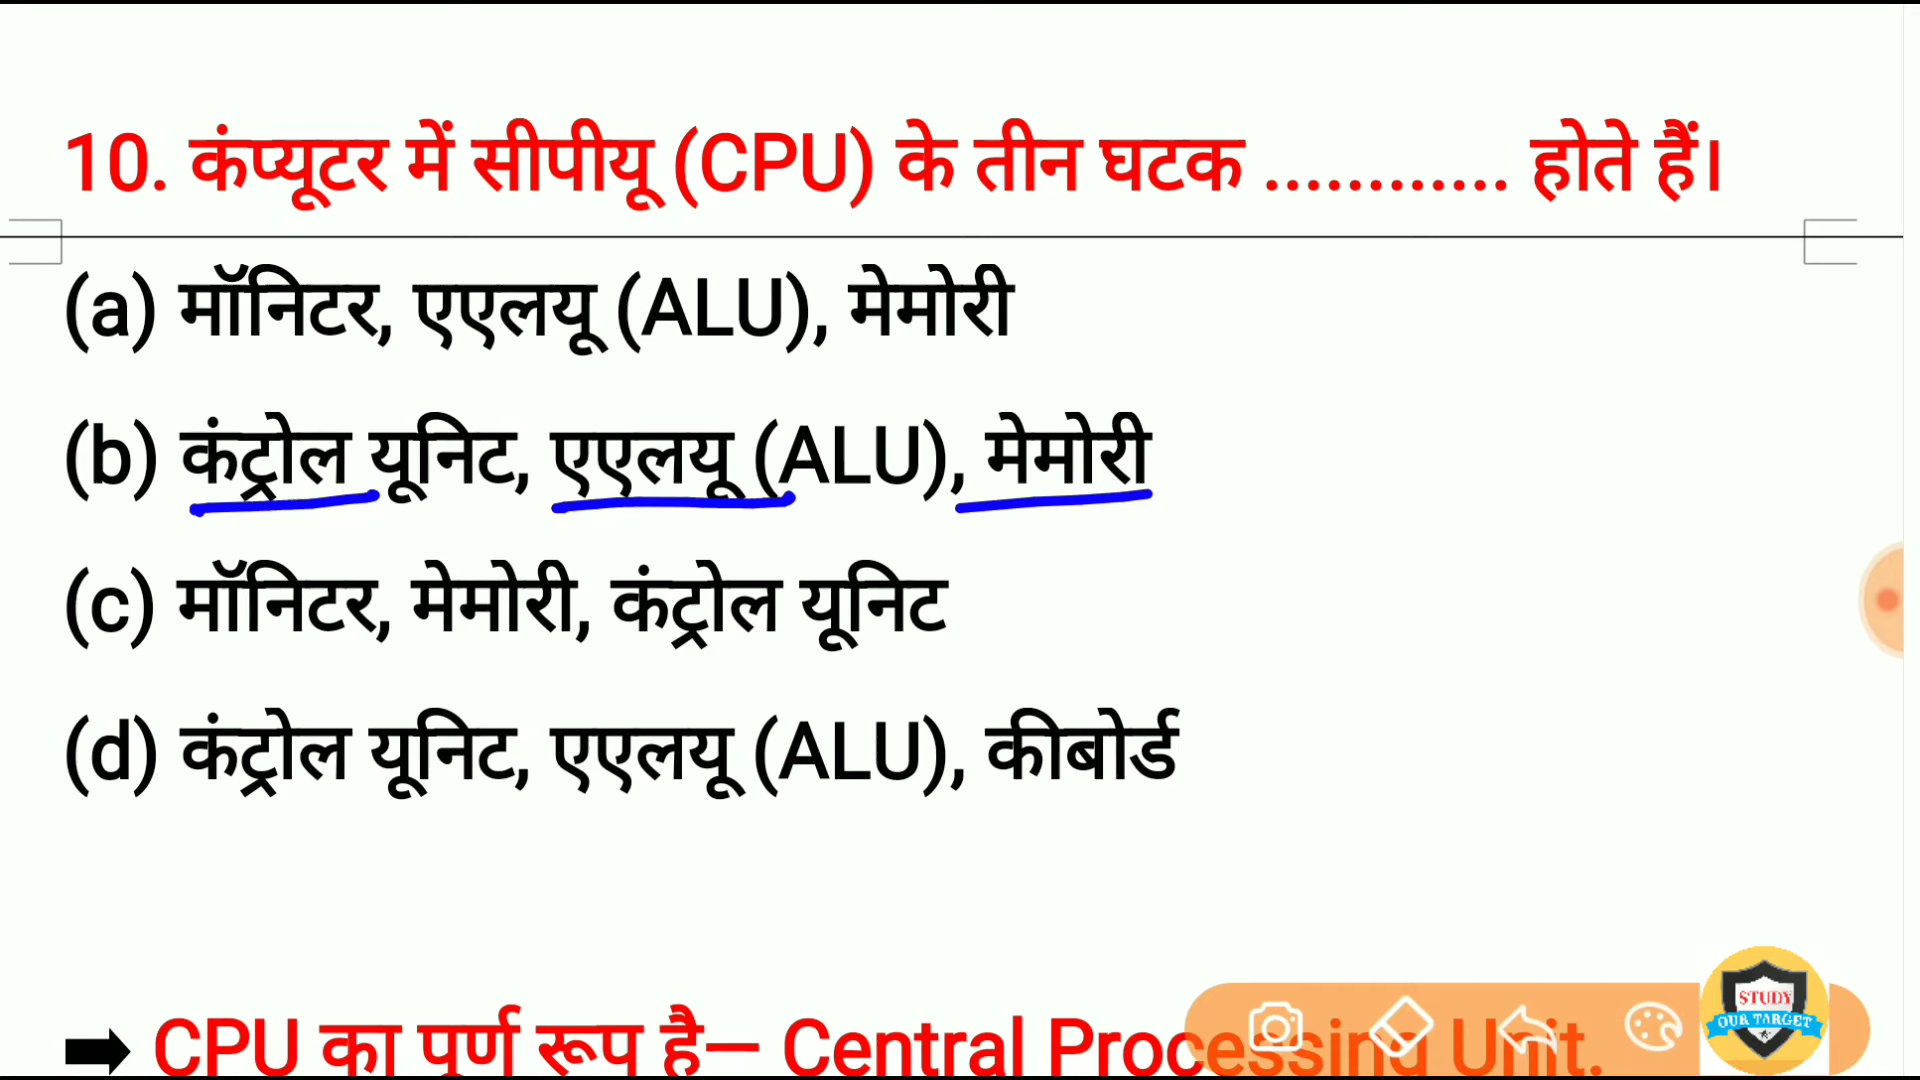 10. कंप्यूटर में सीपीयू (CPU) के तीन घटक ............ होते हैं।
(a) मॉनिटर, एएलयू (ALU), मेमोरी
(b) कंट्रोल यूनिट, एएलयू (ALU), मेमोरी
(c) मॉनिटर, मेमोरी, कंट्रोल यूनिट
(d) कंट्रोल यूनिट, एएलयू (ALU), कीबोर्ड
➡ CPU का पूर्ण रूप है— Central Processing Unit.
STUDY
OUR TARGET